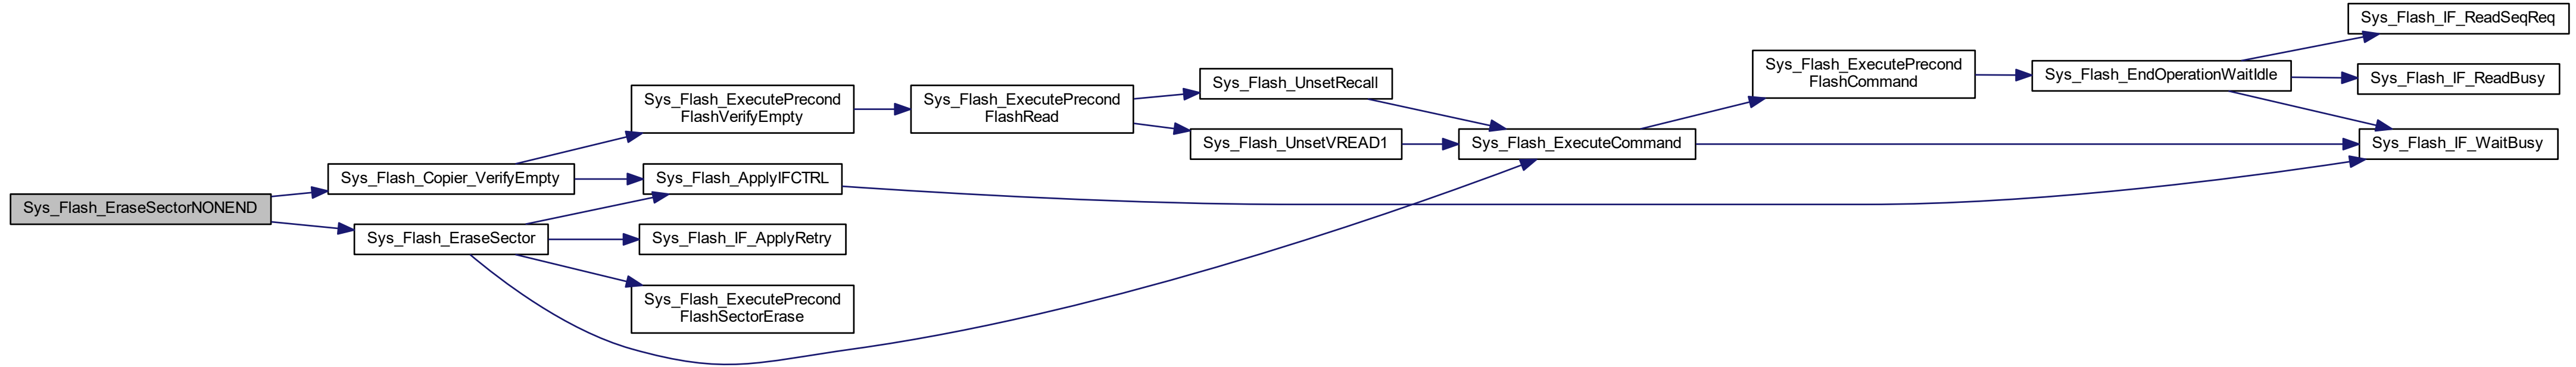 Sys_Flash_EraseSectorNONEND
Sys_Flash_Copier_VerifyEmpty
Sys_Flash_EraseSector
Sys_Flash_ExecutePrecond
FlashVerifyEmpty
Sys_Flash_ApplyIFCTRL
Sys_Flash_IF_ApplyRetry
Sys_Flash_ExecutePrecond
FlashSectorErase
Sys_Flash_ExecutePrecond
FlashRead
Sys_Flash_UnsetRecall
Sys_Flash_UnsetVREAD1
Sys_Flash_ExecuteCommand
Sys_Flash_ExecutePrecond
FlashCommand
Sys_Flash_EndOperationWaitIdle
Sys_Flash_IF_ReadSeqReq
Sys_Flash_IF_ReadBusy
Sys_Flash_IF_WaitBusy